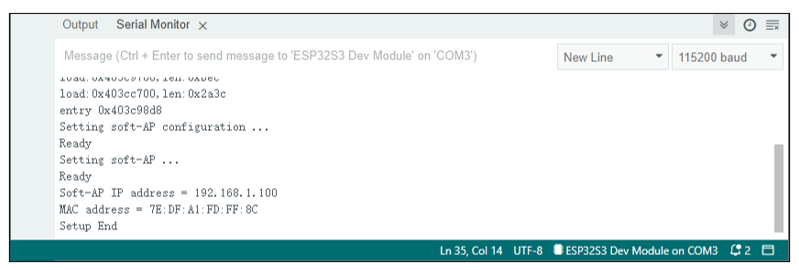 Output Serial Monitor
Message (Ctrl + Enter to send message to 'ESP32S3 Dev Module' on 'COM3') New Line 115200 baud
load:0x403cc700,len:0x2a3c
entry 0x403c98d8
Setting soft-AP configuration ...
Ready
Setting soft-AP ...
Ready
Soft-AP IP address = 192.168.1.100
MAC address = 7E:DF:A1:FD:FF:8C
Setup End
Ln 35, Col 14 UTF-8 ESP32S3 Dev Module on COM3 2